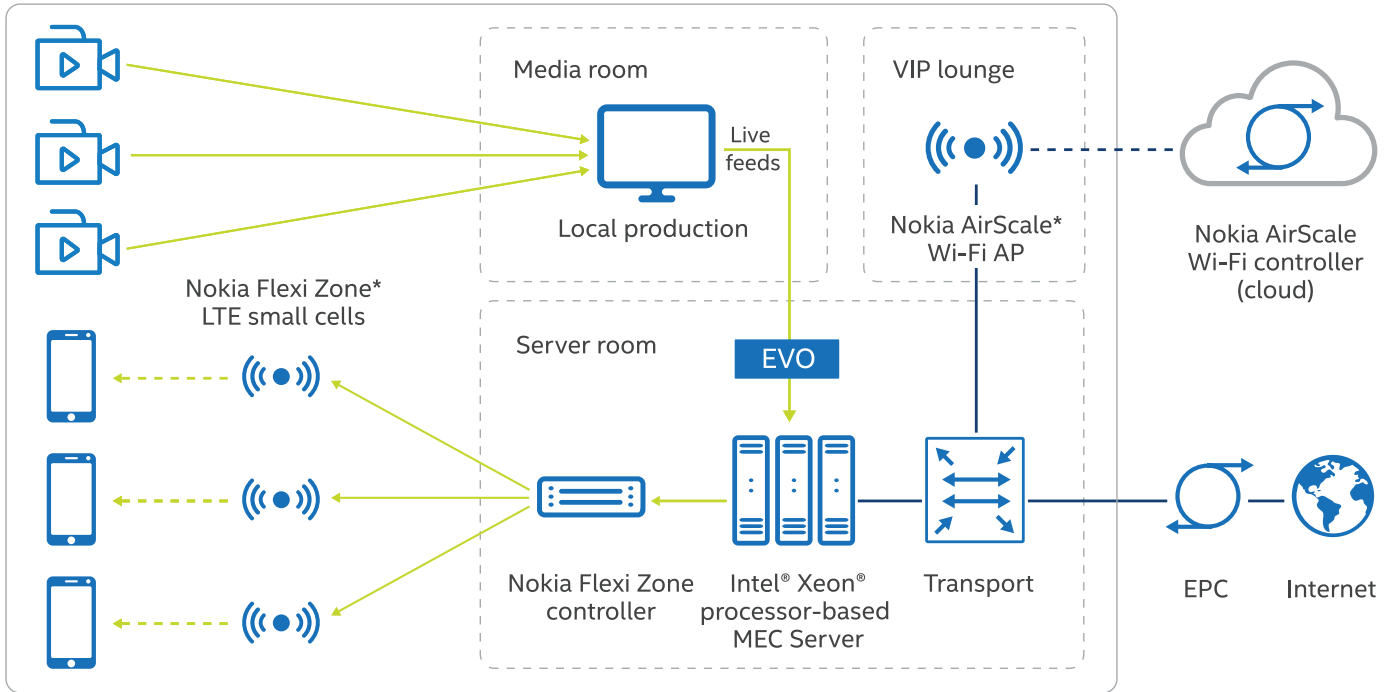 Media room
VIP lounge
Live
feeds
Local production
Nokia AirScale*
Wi-Fi AP
Nokia AirScale
Wi-Fi controller
(cloud)
Nokia Flexi Zone*
LTE small cells
Server room
EVO
Nokia Flexi Zone
controller
Intel® Xeon®
processor-based
MEC Server
Transport
EPC
Internet